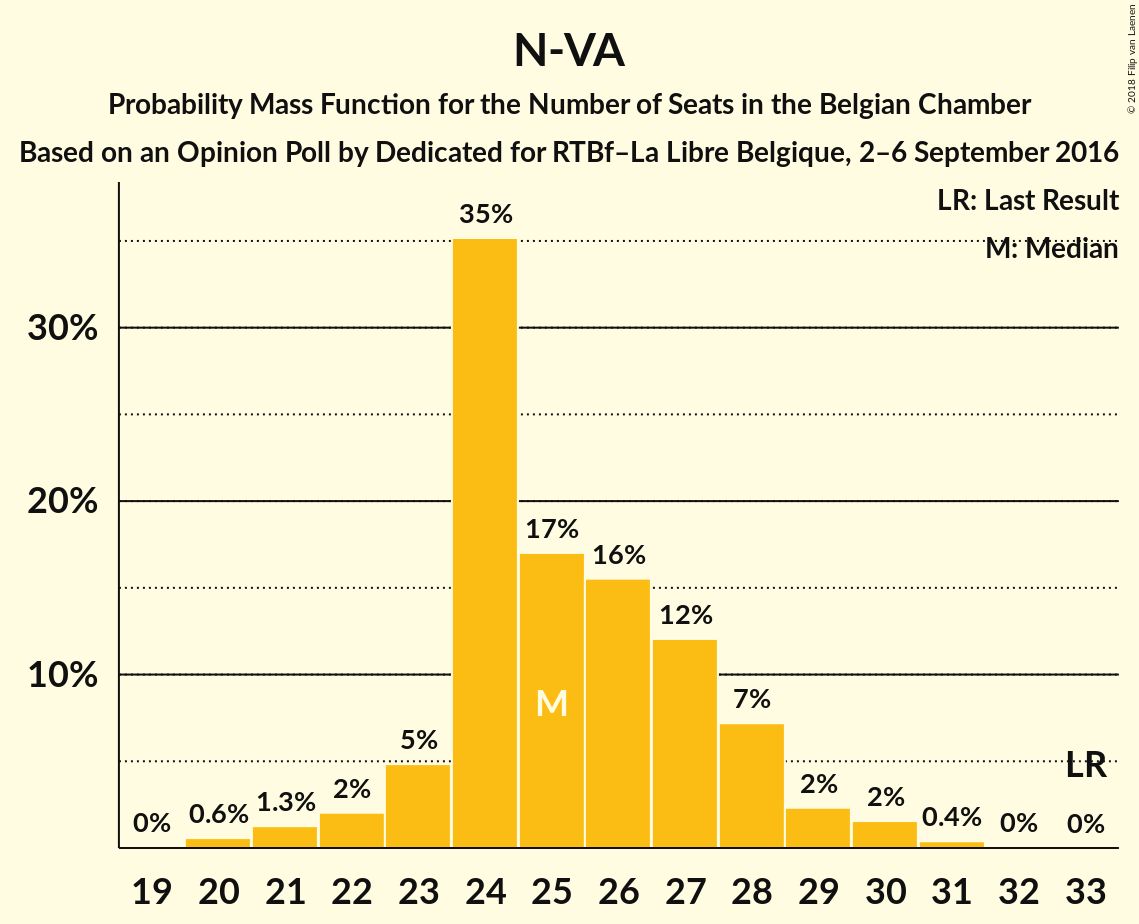 N-VA
Probability Mass Function for the Number of Seats in the Belgian Chamber
Based on an Opinion Poll by Dedicated for RTBf–La Libre Belgique, 2–6 September 2016
© 2018 Filip van Laenen
LR: Last Result
M: Median
30%
20%
10%
0%
0.6%
1.3%
2%
5%
35%
17%
16%
12%
7%
2%
2%
0.4%
0%
0%
M
LR
19 20 21 22 23 24 25 26 27 28 29 30 31 32 33